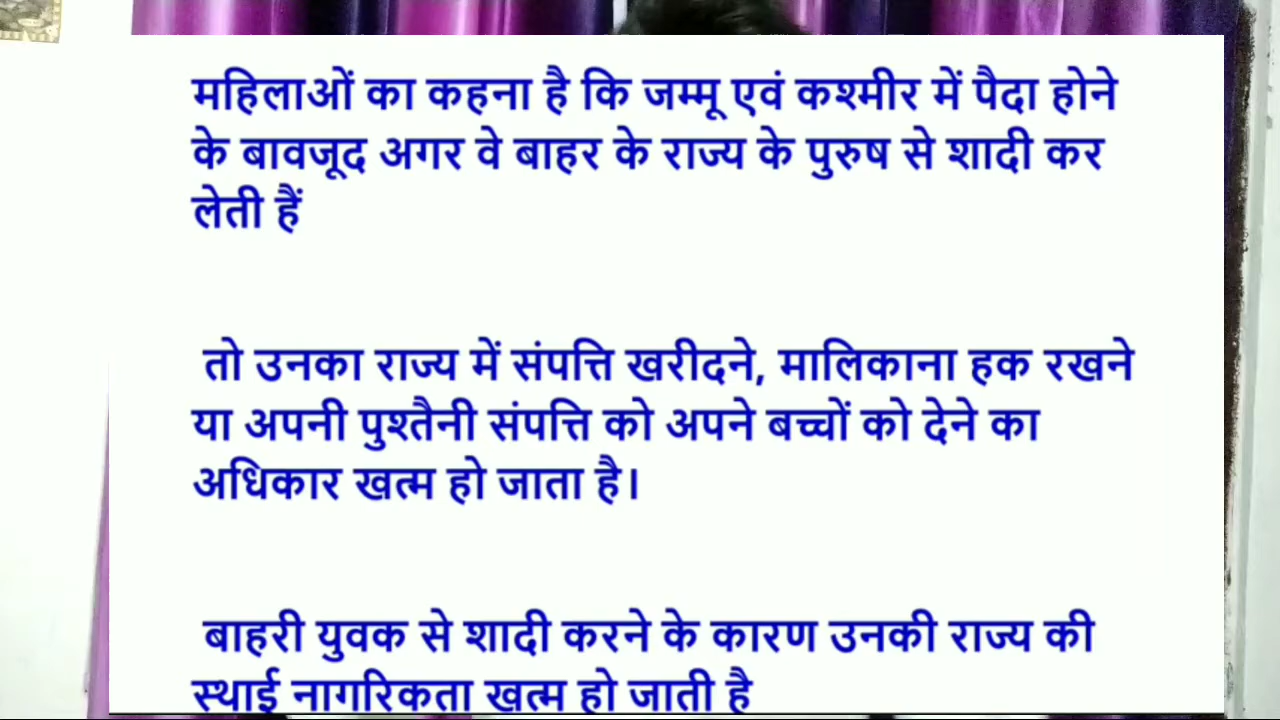 महिलाओं का कहना है कि जम्मू एवं कश्मीर में पैदा होने
के बावजूद अगर वे बाहर के राज्य के पुरुष से शादी कर
लेती हैं
तो उनका राज्य में संपत्ति खरीदने, मालिकाना हक रखने
या अपनी पुश्तैनी संपत्ति को अपने बच्चों को देने का
अधिकार खत्म हो जाता है।
बाहरी युवक से शादी करने के कारण उनकी राज्य की
स्थाई नागरिकता खत्म हो जाती है